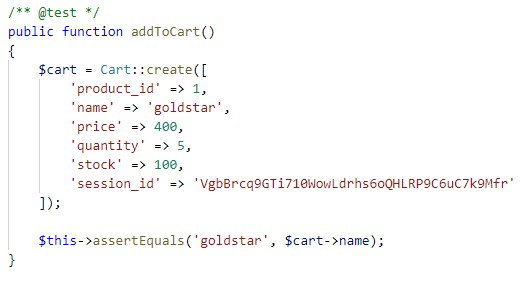 /** @test */
public function addToCart()
{
    $cart = Cart::create([
        'product_id' => 1,
        'name' => 'goldstar',
        'price' => 400,
        'quantity' => 5,
        'stock' => 100,
        'session_id' => 'VgbBrcq9GTi710WowLdrhs6oQHLRP9C6uC7k9Mfr'
    ]);

    $this->assertEquals('goldstar', $cart->name);
}